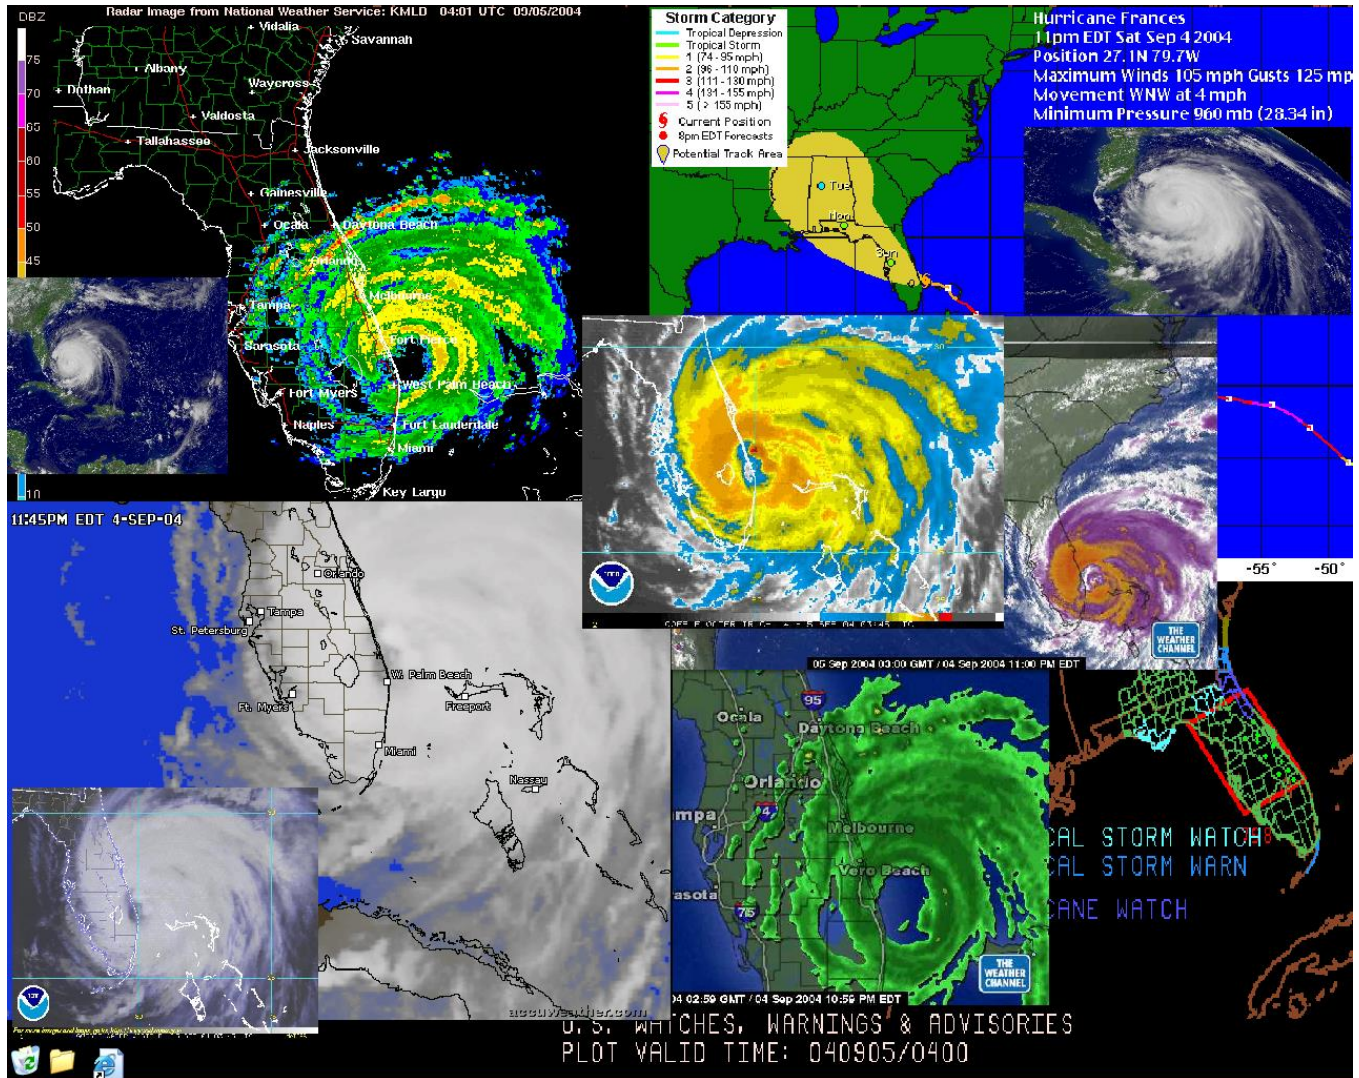 DBZ
Radar Image from National Weather Service: KMLD 04:01 UTC 09/05/2004
75
70
65
60
55
50
45
10
Vidalia
Savannah
Albany
Waycross
Dothan
Valdosta
Tallahassee
Jacksonville
Gainesville
Ocala
Daytona Beach
Orlando
Melbourne
Tampa
Fort Pierce
Sarasota
West Palm Beach
Fort Myers
Naples
Fort Lauderdale
Miami
Key Largo
Storm Category
Tropical Depression
Tropical Storm
1 (74-95 mph)
2 (96-110 mph)
3 (111-130 mph)
4 (131-155 mph)
5 (> 155 mph)
Current Position
8pm EDT Forecasts
Potential Track Area
Tue
Mon
Sun
Hurricane Frances
11pm EDT Sat Sep 4 2004
Position 27.1N 79.7W
Maximum Winds 105 mph Gusts 125 mp
Movement WNW at 4 mph
Minimum Pressure 960 mb (28.34 in)
-55° -50°
THE
WEATHER
CHANNEL
05 Sep 2004 03:00 GMT / 04 Sep 2004 11:00 PM EDT
11:45PM EDT 4-SEP-04
Orlando
Tampa
St. Petersburg
W. Palm Beach
Freeport
Ft. Myers
Miami
Nassau
accuweather.com
95
Ocala
Daytona Beach
Orlando
4
mpa
Melbourne
Vero Beach
rasota
75
THE
WEATHER
CHANNEL
04 02:59 GMT / 04 Sep 2004 10:59 PM EDT
CAL STORM WATCH
CAL STORM WARN
CANE WATCH
U.S. WATCHES, WARNINGS & ADVISORIES
PLOT VALID TIME: 040905/0400